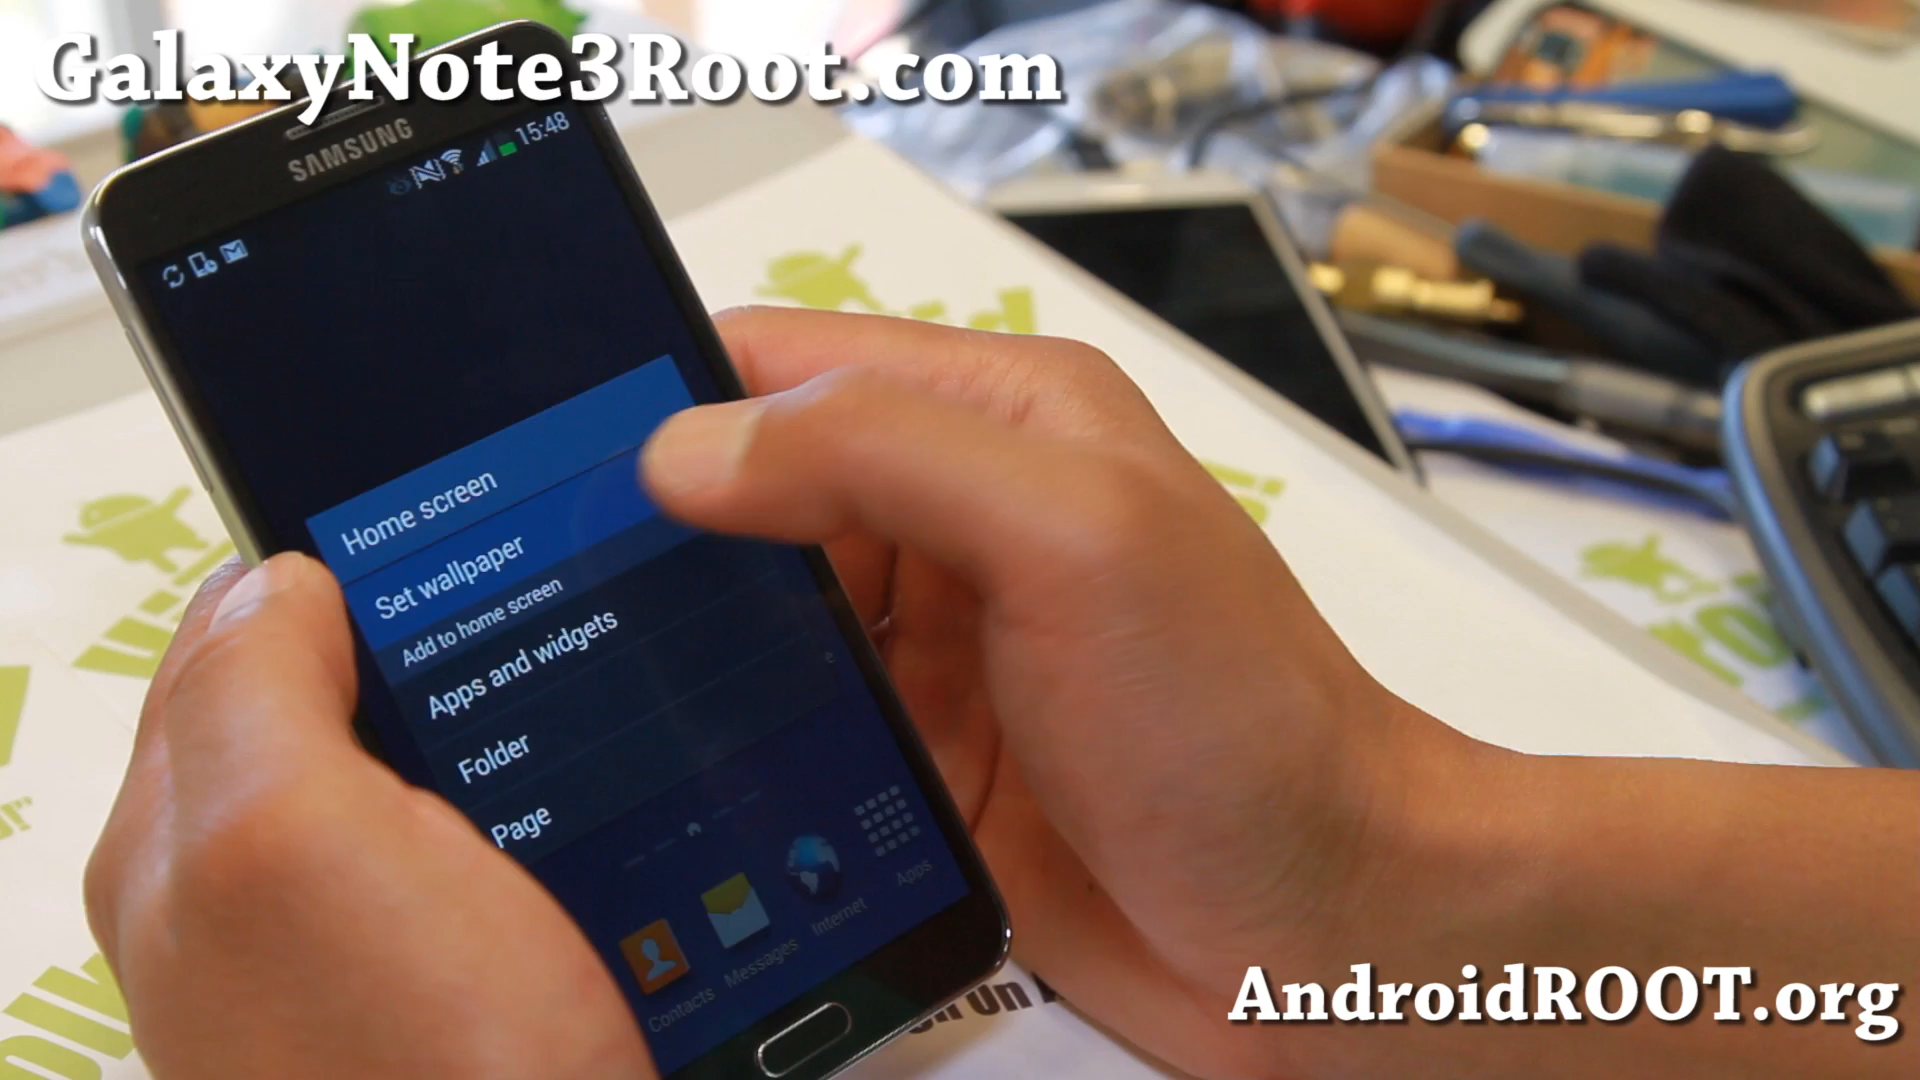 GalaxyNote3Root.com
SAMSUNG
15:48
Home screen
Set wallpaper
Add to home screen
Apps and widgets
Folder
Page
Contacts
Messages
Internet
Apps
AndroidROOT.org